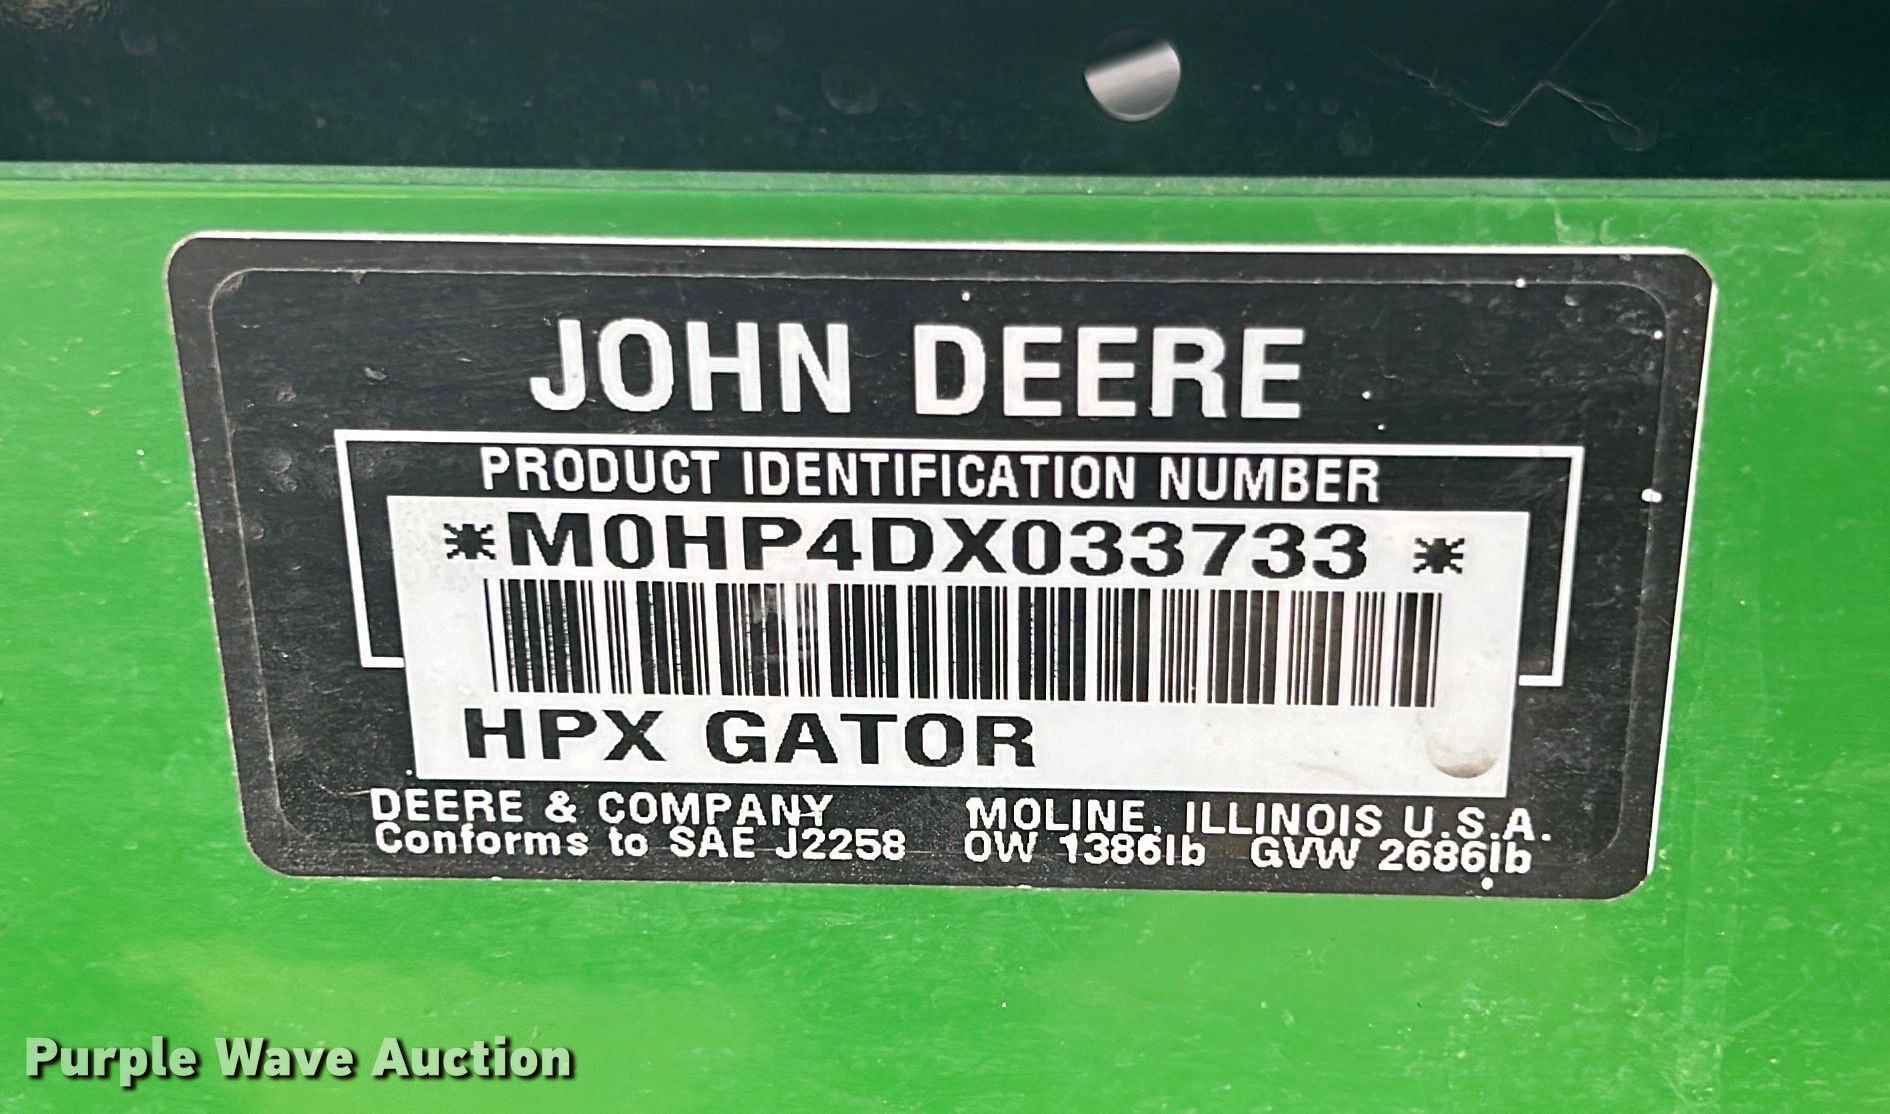 JOHN DEERE
PRODUCT IDENTIFICATION NUMBER
*M0HP4DX033733 *
HPX GATOR
DEERE & COMPANY MOLINE, ILLINOIS U.S.A.
Conforms to SAE J2258 OW 1386lb GVW 2686lb
Purple Wave Auction